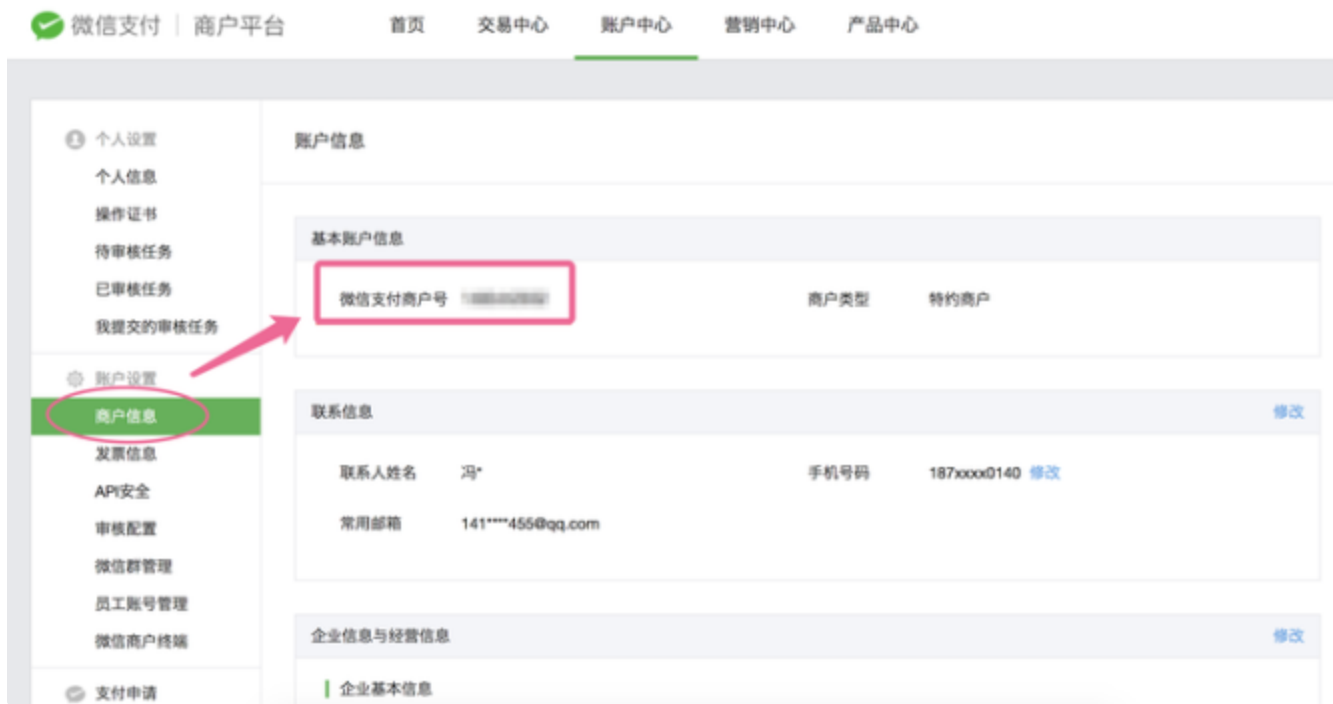 微信支付 商户平台 首页 交易中心 账户中心 营销中心 产品中心
个人设置
个人信息
操作证书
待审核任务
已审核任务
我提交的审核任务
账户设置
商户信息
发票信息
API安全
审核配置
微信群管理
员工账号管理
微信商户终端
支付申请
账户信息
基本账户信息
微信支付商户号
商户类型 特约商户
联系信息 修改
联系人姓名 冯* 手机号码 187xxxx0140 修改
常用邮箱 141****455@qq.com
企业信息与经营信息 修改
企业基本信息